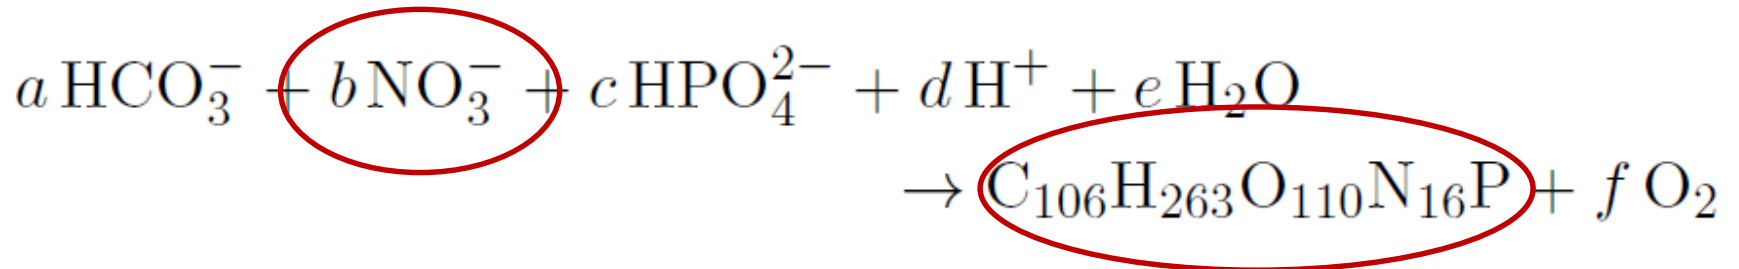 a HCO₃⁻ + b NO₃⁻ + c HPO₄²⁻ + d H⁺ + e H₂O
→ C₁₀₆H₂₆₃O₁₁₀N₁₆P + f O₂